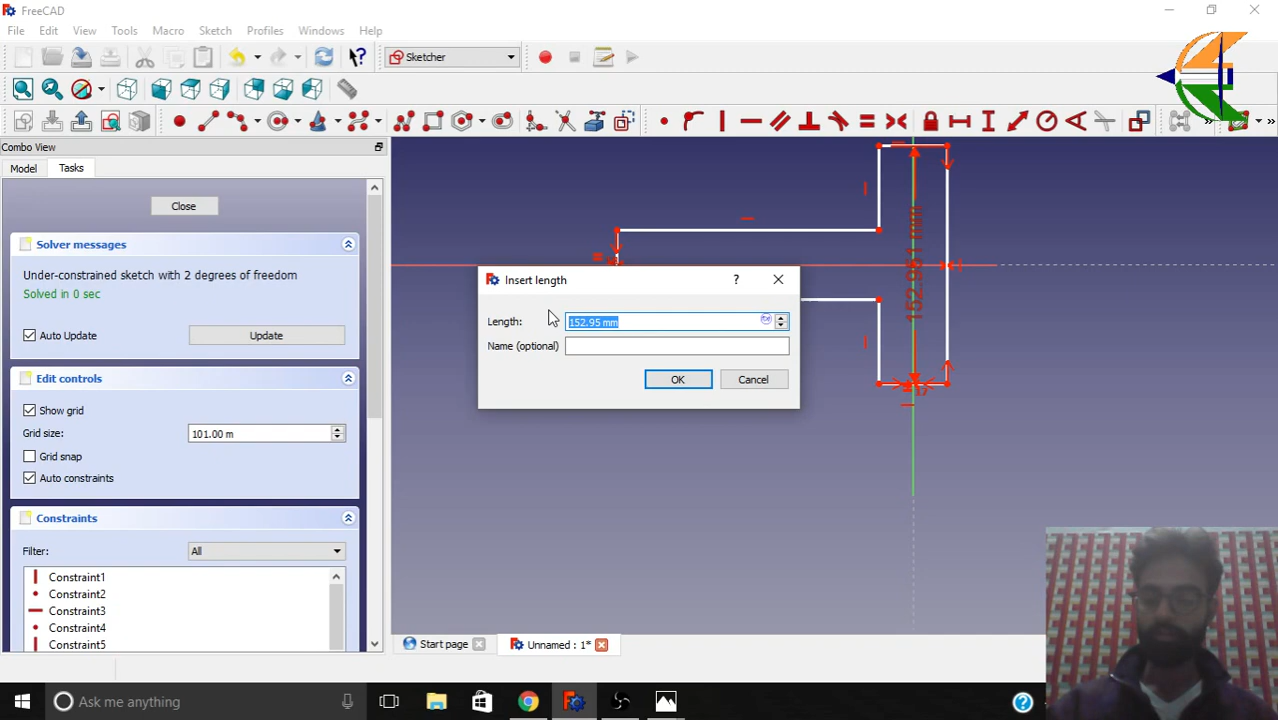 FreeCAD
File Edit View Tools Macro Sketch Profiles Windows Help
Sketcher
Combo View
Model Tasks
Close
Solver messages
Under-constrained sketch with 2 degrees of freedom
Solved in 0 sec
Auto Update Update
Edit controls
Show grid
Grid size: 101.00 m
Grid snap
Auto constraints
Constraints
Filter: All
Constraint1
Constraint2
Constraint3
Constraint4
Constraint5
Insert length ?
Length: 152.95 mm
Name (optional)
OK Cancel
Start page Unnamed : 1*
Ask me anything